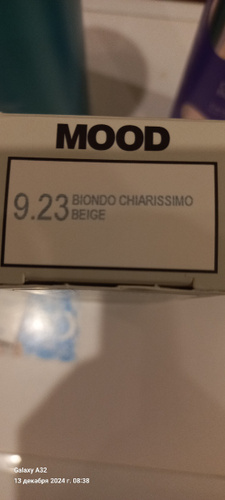 MOOD
9.23 BIONDO CHIARISSIMO
BEIGE
Galaxy A32
13 декабря 2024 г. 08:38